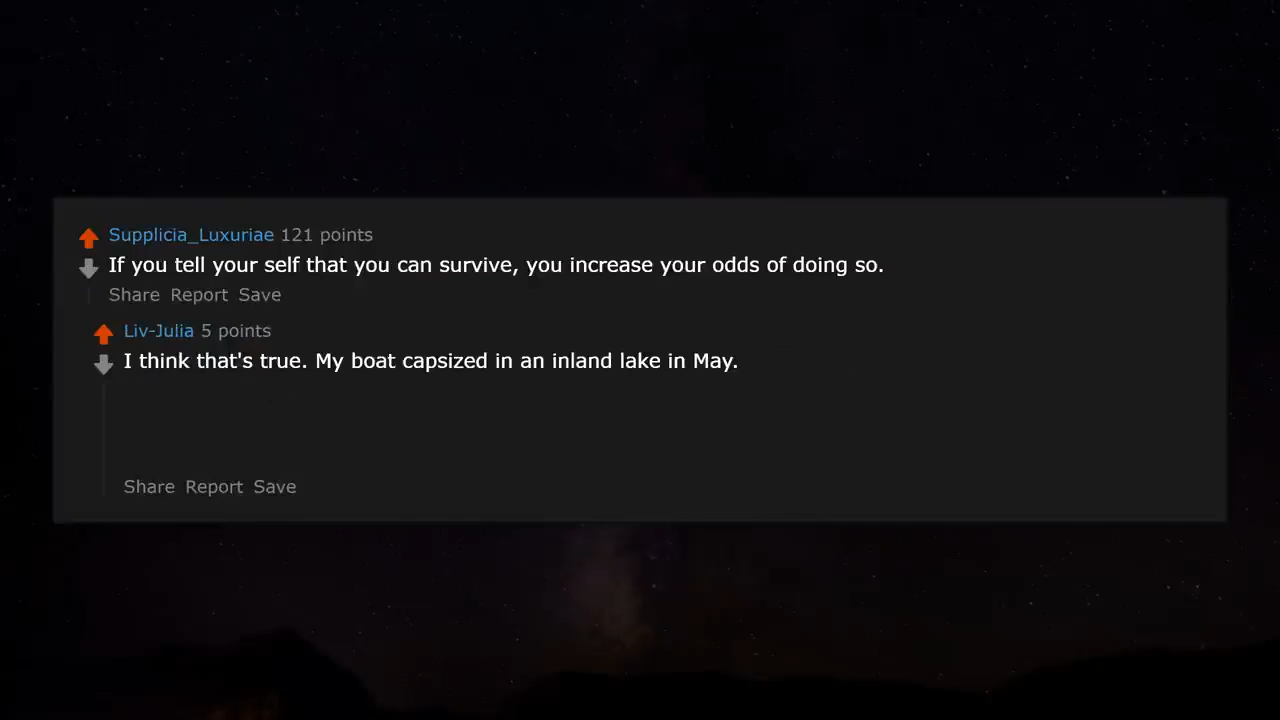 Supplicia_Luxuriae 121 points
If you tell your self that you can survive, you increase your odds of doing so.
Share Report Save
Liv-Julia 5 points
I think that's true. My boat capsized in an inland lake in May.
Share Report Save